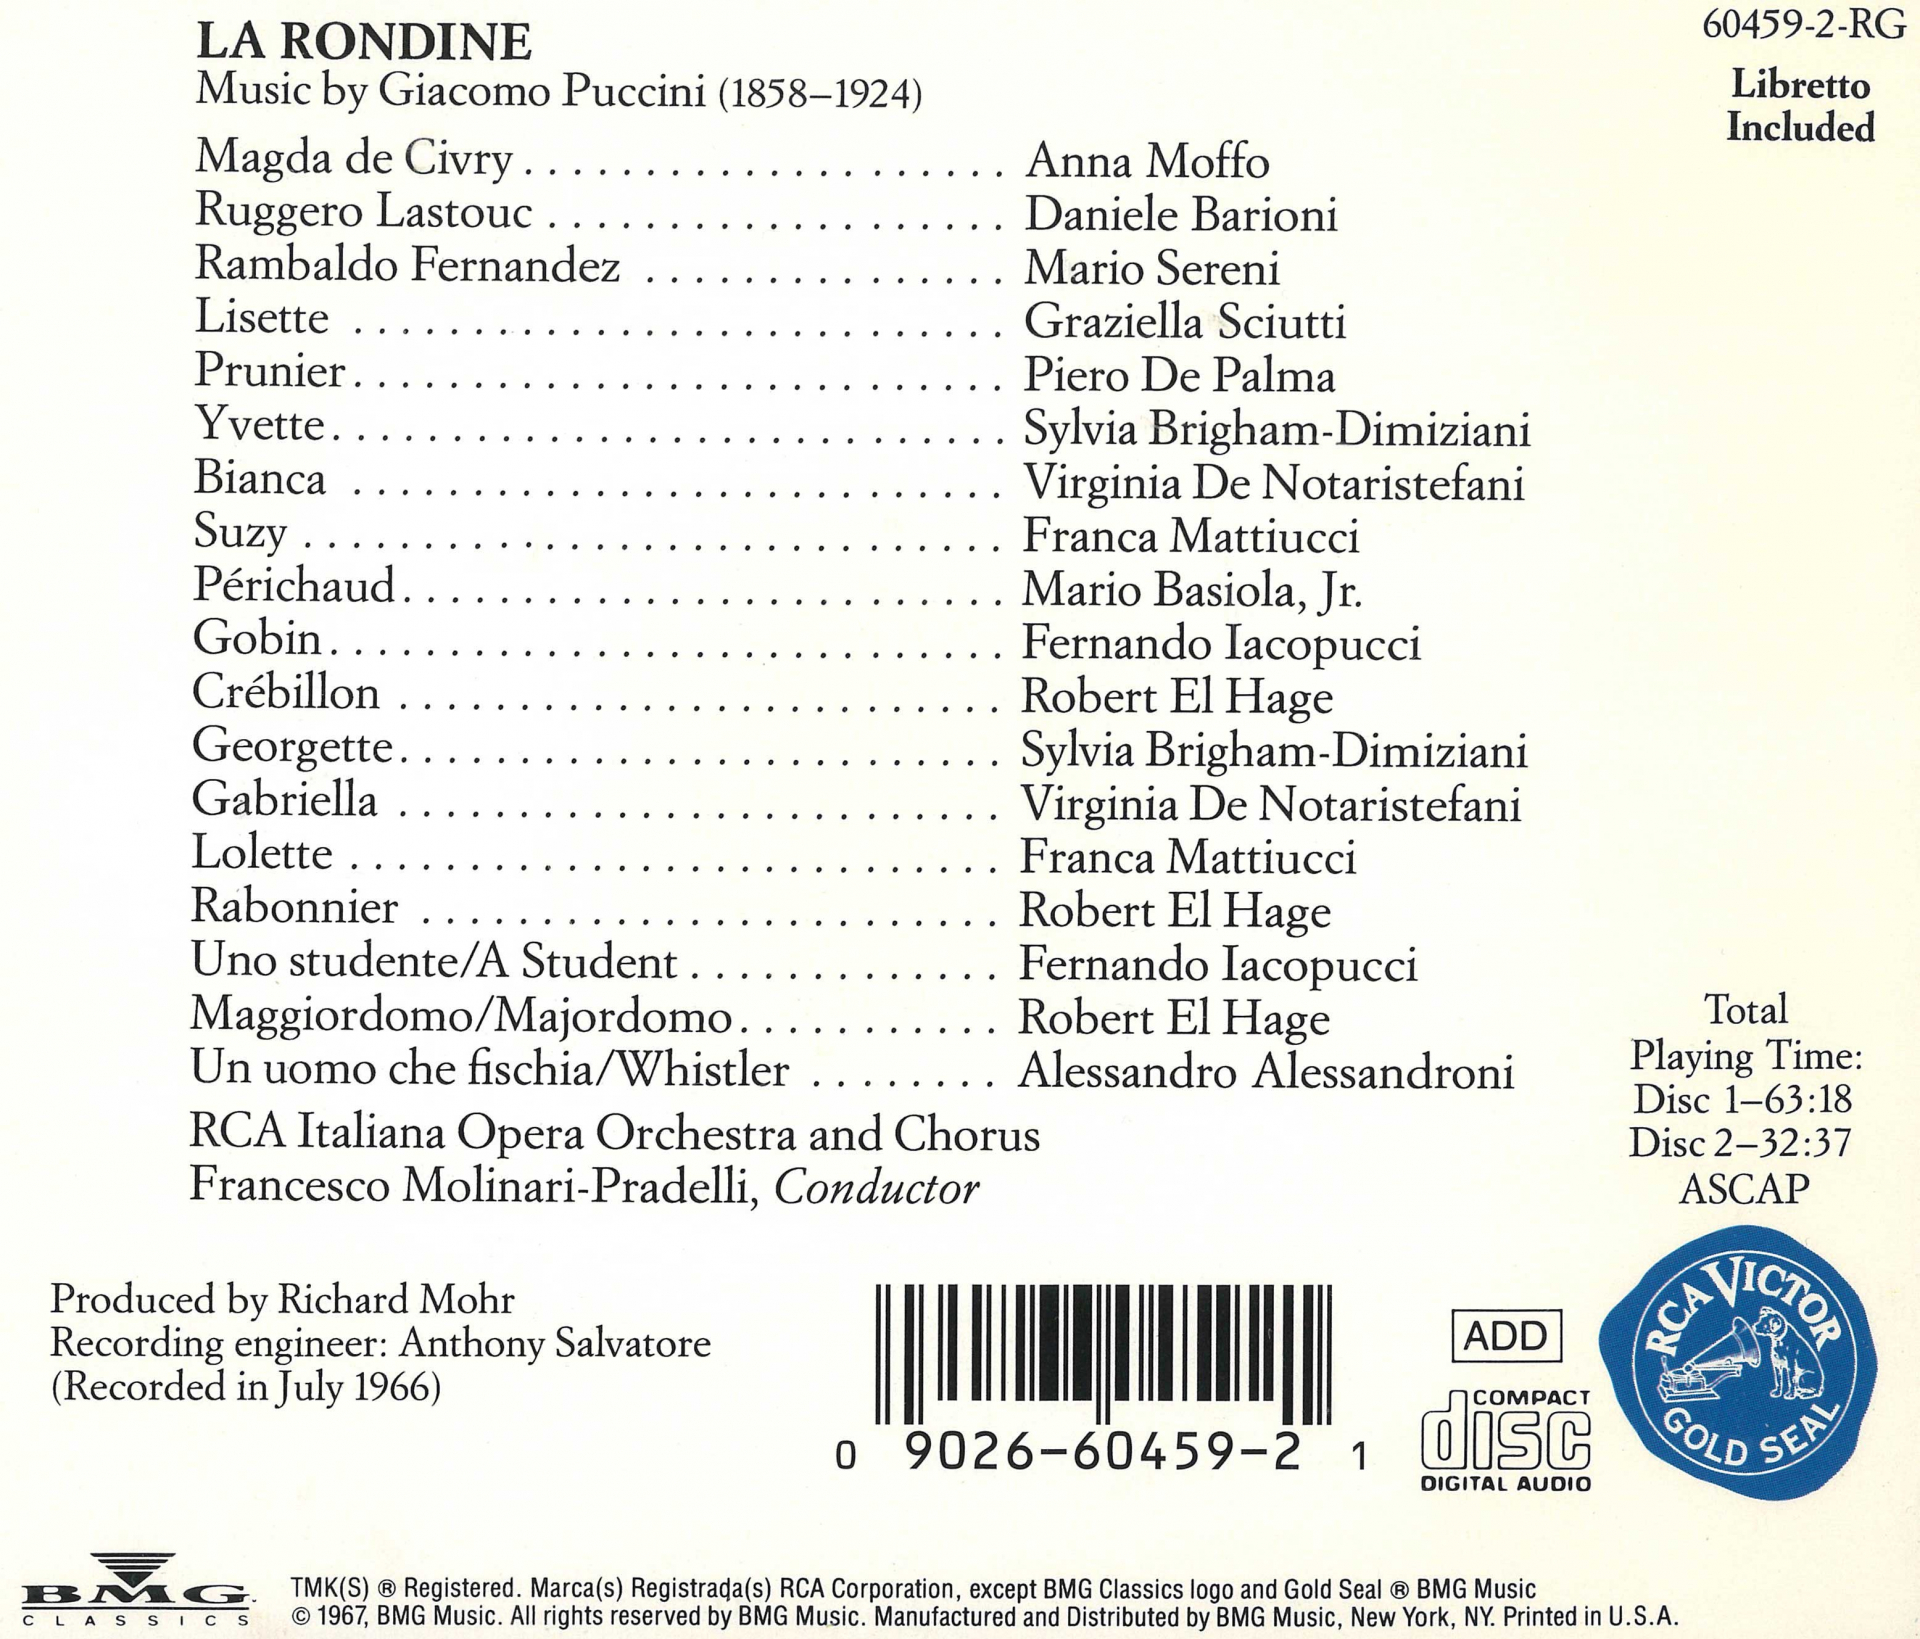 LA RONDINE
Music by Giacomo Puccini (1858–1924)
60459-2-RG
Libretto
Included
Magda de Civry . . . . . . . . . . . . . . . . . . . . Anna Moffo
Ruggero Lastouc . . . . . . . . . . . . . . . . . . . Daniele Barioni
Rambaldo Fernandez . . . . . . . . . . . . . . . Mario Sereni
Lisette . . . . . . . . . . . . . . . . . . . . . . . . . . . Graziella Sciutti
Prunier . . . . . . . . . . . . . . . . . . . . . . . . . . . Piero De Palma
Yvette . . . . . . . . . . . . . . . . . . . . . . . . . . . . Sylvia Brigham-Dimiziani
Bianca . . . . . . . . . . . . . . . . . . . . . . . . . . . Virginia De Notaristefani
Suzy . . . . . . . . . . . . . . . . . . . . . . . . . . . . . Franca Mattiucci
Périchaud . . . . . . . . . . . . . . . . . . . . . . . . . Mario Basiola, Jr.
Gobin . . . . . . . . . . . . . . . . . . . . . . . . . . . . Fernando Iacopucci
Crébillon . . . . . . . . . . . . . . . . . . . . . . . . . Robert El Hage
Georgette . . . . . . . . . . . . . . . . . . . . . . . . . Sylvia Brigham-Dimiziani
Gabriella . . . . . . . . . . . . . . . . . . . . . . . . . Virginia De Notaristefani
Lolette . . . . . . . . . . . . . . . . . . . . . . . . . . . Franca Mattiucci
Rabonnier . . . . . . . . . . . . . . . . . . . . . . . . Robert El Hage
Uno studente/A Student . . . . . . . . . . . . . Fernando Iacopucci
Maggiordomo/Majordomo . . . . . . . . . . . Robert El Hage
Un uomo che fischia/Whistler . . . . . . . . Alessandro Alessandroni
RCA Italiana Opera Orchestra and Chorus
Francesco Molinari-Pradelli, Conductor
Total
Playing Time:
Disc 1–63:18
Disc 2–32:37
ASCAP
Produced by Richard Mohr
Recording engineer: Anthony Salvatore
(Recorded in July 1966)
0 9026-60459-2 1
ADD
COMPACT
disc
DIGITAL AUDIO
RCA VICTOR
GOLD SEAL
BMG
CLASSICS
TMK(S) ® Registered. Marca(s) Registrada(s) RCA Corporation, except BMG Classics logo and Gold Seal ® BMG Music
© 1967, BMG Music. All rights reserved by BMG Music. Manufactured and Distributed by BMG Music, New York, NY. Printed in U.S.A.